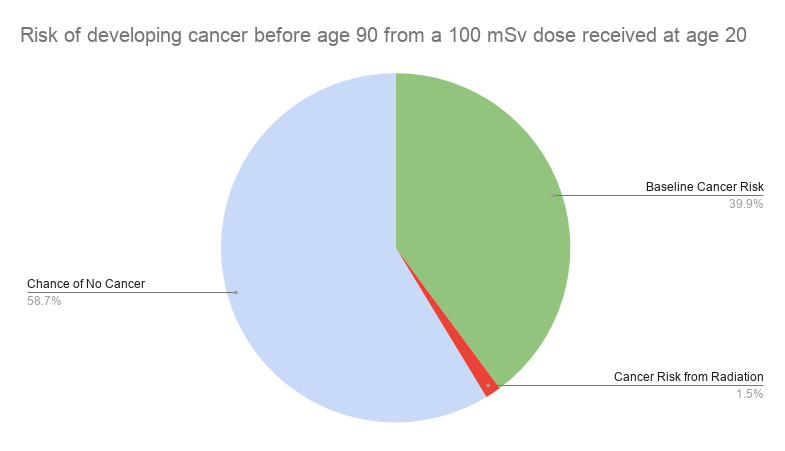 Risk of developing cancer before age 90 from a 100 mSv dose received at age 20
Baseline Cancer Risk
39.9%
Chance of No Cancer
58.7%
Cancer Risk from Radiation
1.5%